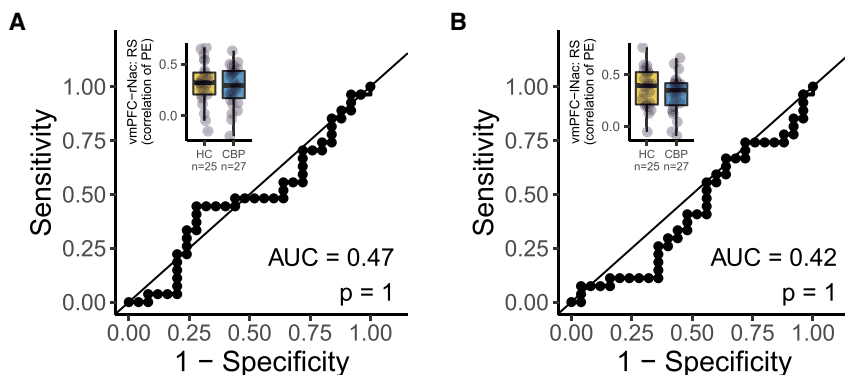 A
vmPFC−rNac: RS
(correlation of PE)
0.5
0.0
HC
n=25
CBP
n=27
Sensitivity
1.00
0.75
0.50
0.25
0.00
AUC = 0.47
p = 1
0.00 0.25 0.50 0.75 1.00
1 − Specificity
B
vmPFC−lNac: RS
(correlation of PE)
0.5
0.0
HC
n=25
CBP
n=27
Sensitivity
1.00
0.75
0.50
0.25
0.00
AUC = 0.42
p = 1
0.00 0.25 0.50 0.75 1.00
1 − Specificity